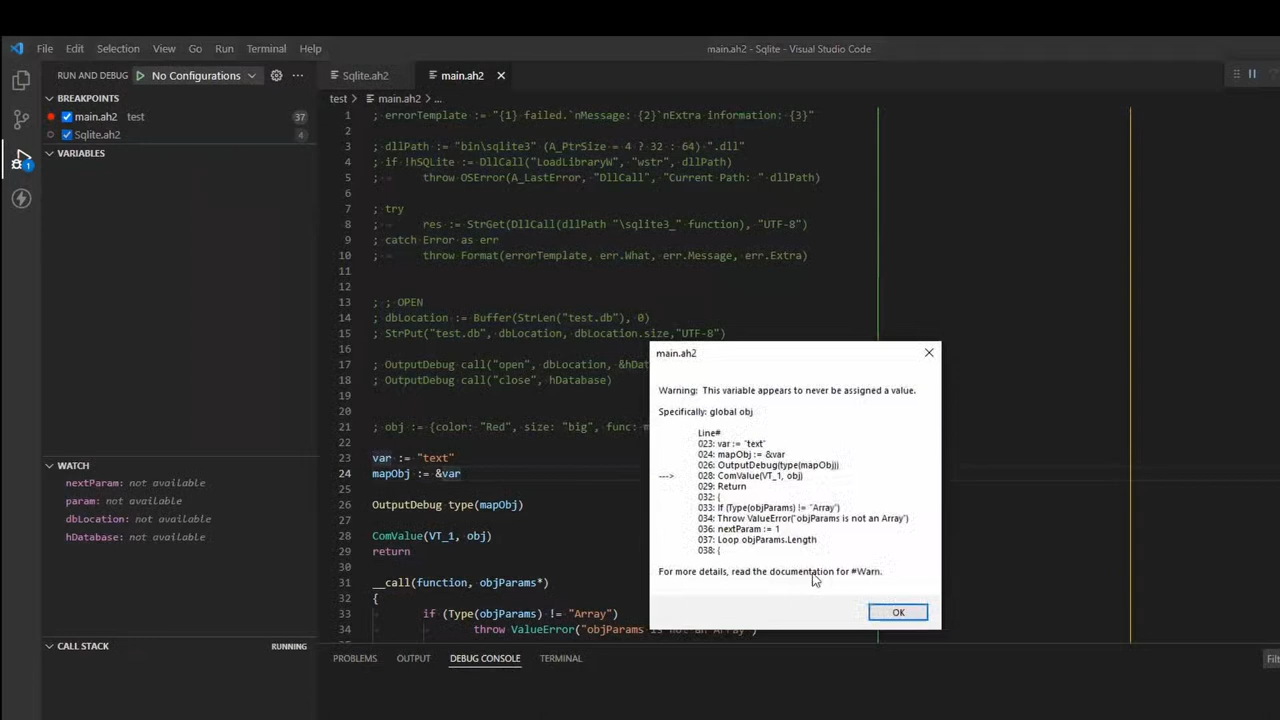 File Edit Selection View Go Run Terminal Help
main.ah2 - Sqlite - Visual Studio Code
RUN AND DEBUG No Configurations
Sqlite.ah2
main.ah2
BREAKPOINTS
main.ah2 test 37
Sqlite.ah2 4
VARIABLES
WATCH
nextParam: not available
param: not available
dbLocation: not available
hDatabase: not available
CALL STACK RUNNING
1
test > main.ah2 > ...
1 ; errorTemplate := "{1} failed.`nMessage: {2}`nExtra information: {3}"
2
3 ; dllPath := "bin\sqlite3" (A_PtrSize = 4 ? 32 : 64) ".dll"
4 ; if !hSQLite := DllCall("LoadLibraryW", "wstr", dllPath)
5 ; throw OSError(A_LastError, "DllCall", "Current Path: " dllPath)
6
7 ; try
8 ; res := StrGet(DllCall(dllPath "\sqlite3_" function), "UTF-8")
9 ; catch Error as err
10 ; throw Format(errorTemplate, err.What, err.Message, err.Extra)
11
12
13 ; ; OPEN
14 ; dbLocation := Buffer(StrLen("test.db"), 0)
15 ; StrPut("test.db", dbLocation, dbLocation.size,"UTF-8")
16
17 ; OutputDebug call("open", dbLocation, &hDa
18 ; OutputDebug call("close", hDatabase)
19
20
21 ; obj := {color: "Red", size: "big", func: m
22
23 var := "text"
24 mapObj := &var
25
26 OutputDebug type(mapObj)
27
28 ComValue(VT_1, obj)
29 return
30
31 __call(function, objParams*)
32 {
33 if (Type(objParams) != "Array")
34 throw ValueError("objParams is not an Array")
main.ah2
Warning: This variable appears to never be assigned a value.
Specifically: global obj
Line#
023: var := "text"
024: mapObj := &var
026: OutputDebug(type(mapObj))
---> 028: ComValue(VT_1, obj)
029: Return
032: {
033: If (Type(objParams) != "Array")
034: Throw ValueError("objParams is not an Array")
036: nextParam := 1
037: Loop objParams.Length
038: {
For more details, read the documentation for #Warn.
OK
PROBLEMS OUTPUT DEBUG CONSOLE TERMINAL